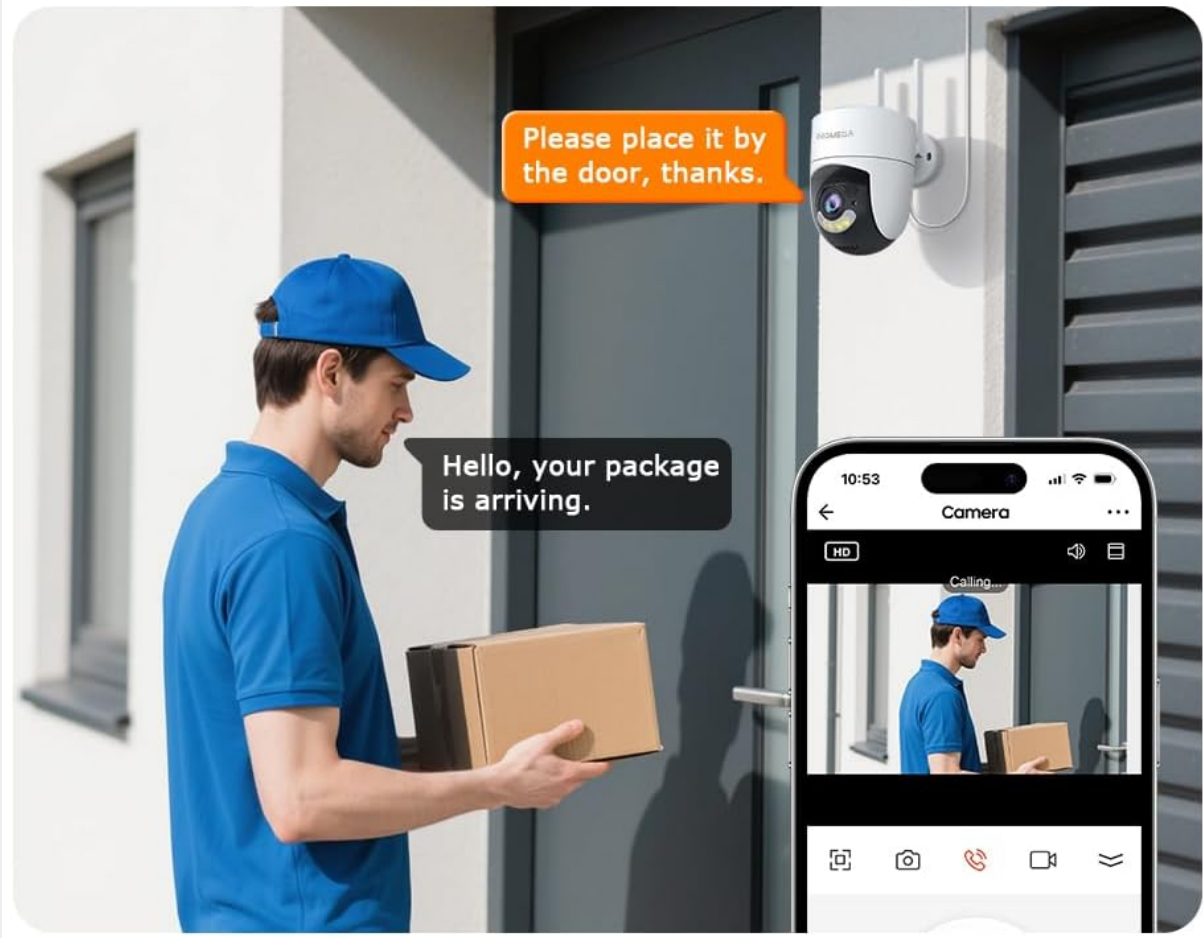 Please place it by
the door, thanks.
Hello, your package
is arriving.
10:53
Camera
HD
Calling...